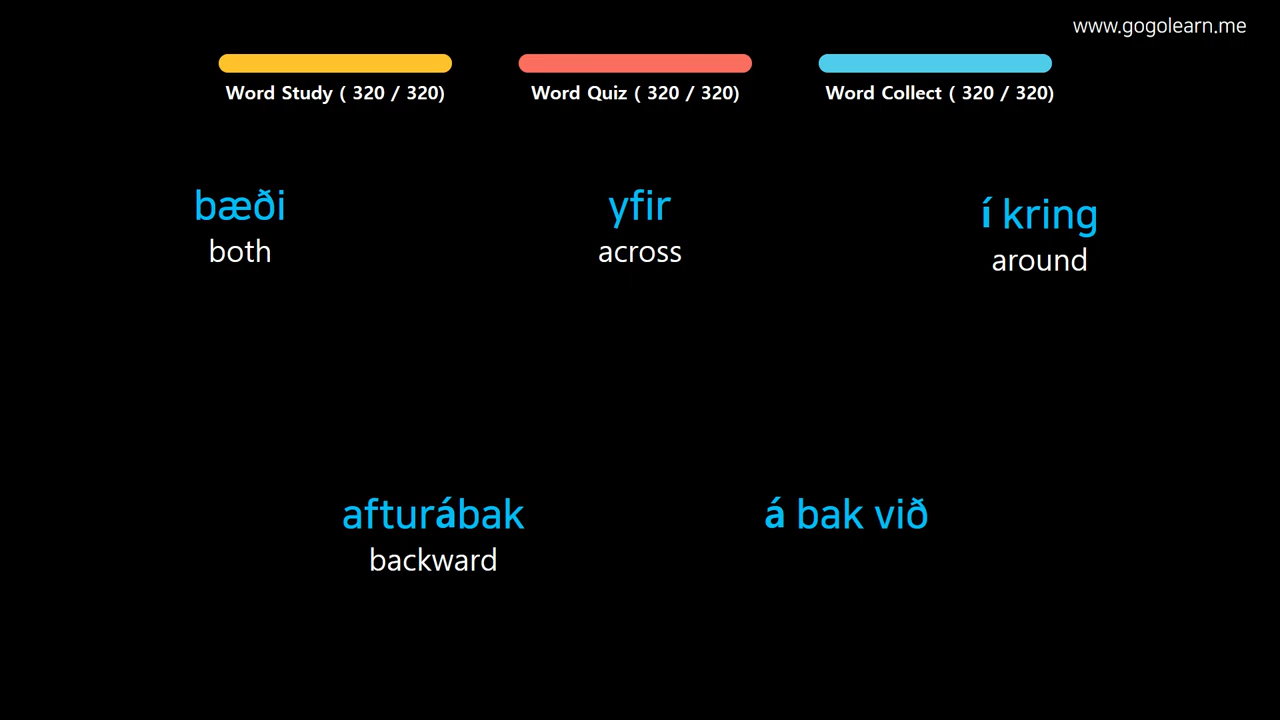 www.gogolearn.me
Word Study ( 320 / 320)
Word Quiz ( 320 / 320)
Word Collect ( 320 / 320)
bæði
both
yfir
across
í kring
around
afturábak
backward
á bak við